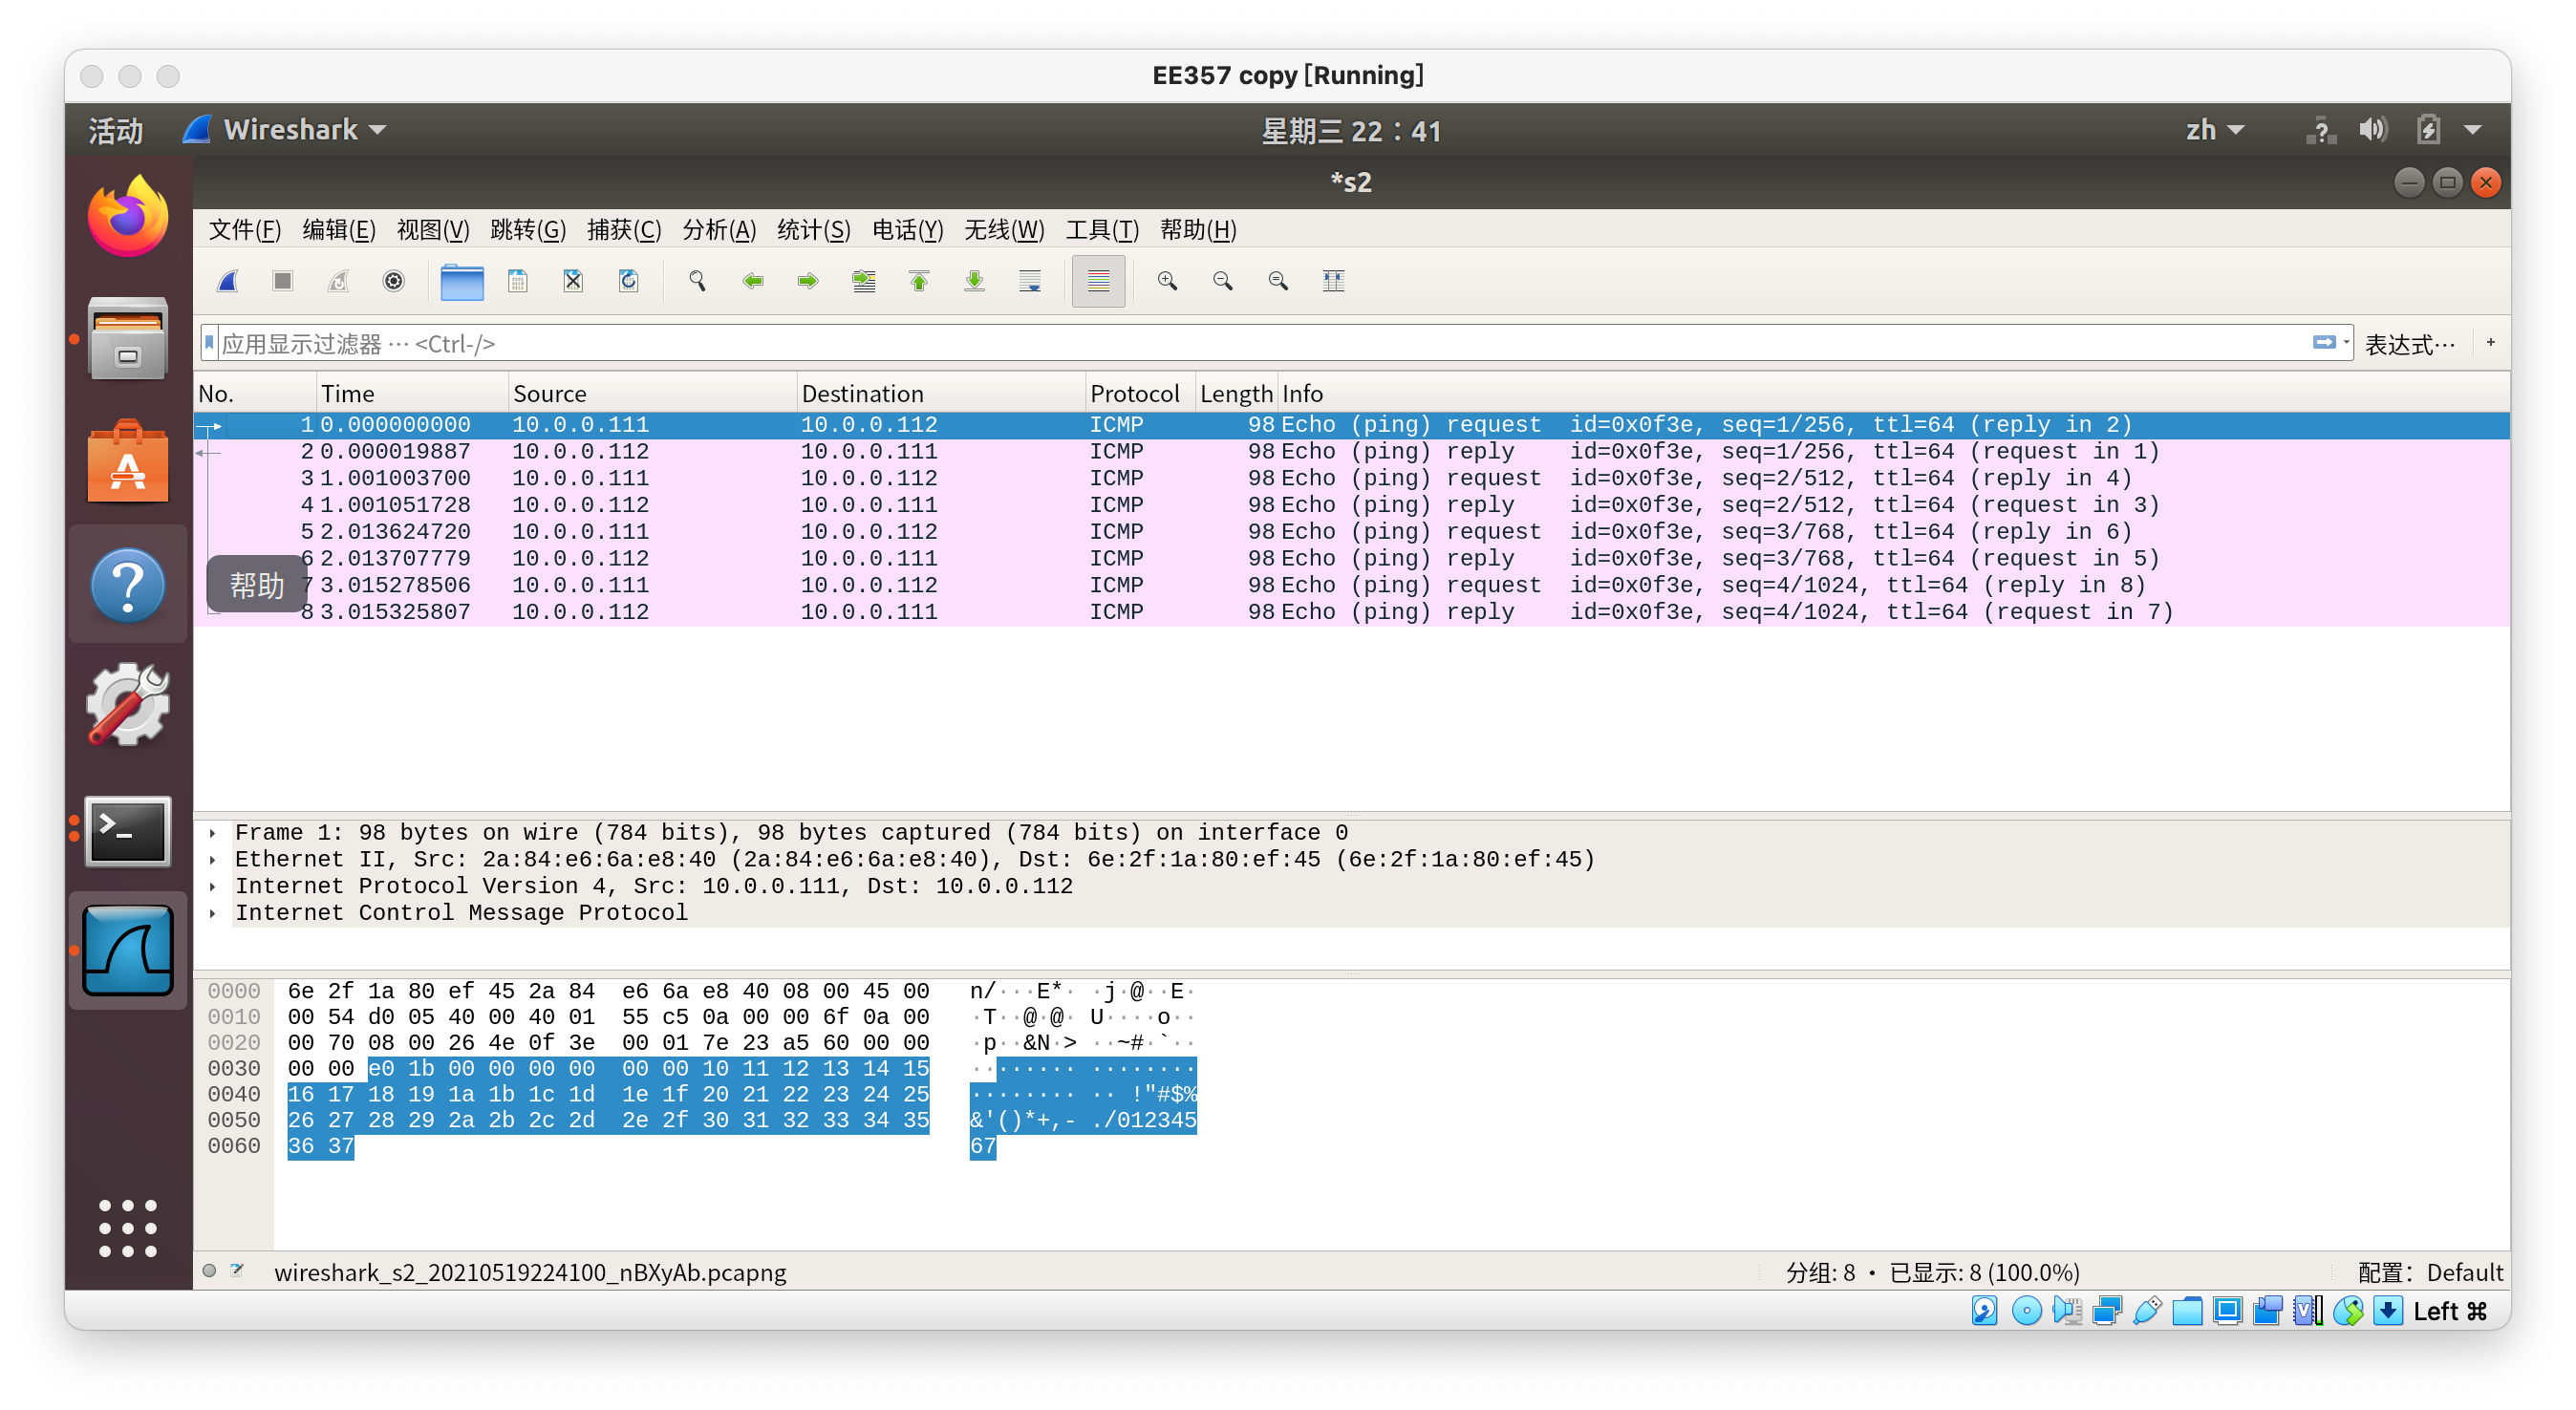 EE357 copy [Running]
活动 Wireshark 星期三 22：41 zh
*s2
文件(F) 编辑(E) 视图(V) 跳转(G) 捕获(C) 分析(A) 统计(S) 电话(Y) 无线(W) 工具(T) 帮助(H)
应用显示过滤器 … <Ctrl-/> 表达式… +
No. Time Source Destination Protocol Length Info
1 0.000000000 10.0.0.111 10.0.0.112 ICMP 98 Echo (ping) request id=0x0f3e, seq=1/256, ttl=64 (reply in 2)
2 0.000019887 10.0.0.112 10.0.0.111 ICMP 98 Echo (ping) reply id=0x0f3e, seq=1/256, ttl=64 (request in 1)
3 1.001003700 10.0.0.111 10.0.0.112 ICMP 98 Echo (ping) request id=0x0f3e, seq=2/512, ttl=64 (reply in 4)
4 1.001051728 10.0.0.112 10.0.0.111 ICMP 98 Echo (ping) reply id=0x0f3e, seq=2/512, ttl=64 (request in 3)
5 2.013624720 10.0.0.111 10.0.0.112 ICMP 98 Echo (ping) request id=0x0f3e, seq=3/768, ttl=64 (reply in 6)
6 2.013707779 10.0.0.112 10.0.0.111 ICMP 98 Echo (ping) reply id=0x0f3e, seq=3/768, ttl=64 (request in 5)
帮助
7 3.015278506 10.0.0.111 10.0.0.112 ICMP 98 Echo (ping) request id=0x0f3e, seq=4/1024, ttl=64 (reply in 8)
8 3.015325807 10.0.0.112 10.0.0.111 ICMP 98 Echo (ping) reply id=0x0f3e, seq=4/1024, ttl=64 (request in 7)
Frame 1: 98 bytes on wire (784 bits), 98 bytes captured (784 bits) on interface 0
Ethernet II, Src: 2a:84:e6:6a:e8:40 (2a:84:e6:6a:e8:40), Dst: 6e:2f:1a:80:ef:45 (6e:2f:1a:80:ef:45)
Internet Protocol Version 4, Src: 10.0.0.111, Dst: 10.0.0.112
Internet Control Message Protocol
0000 6e 2f 1a 80 ef 45 2a 84 e6 6a e8 40 08 00 45 00 n/···E*· ·j·@··E·
0010 00 54 d0 05 40 00 40 01 55 c5 0a 00 00 6f 0a 00 ·T··@·@· U····o··
0020 00 70 08 00 26 4e 0f 3e 00 01 7e 23 a5 60 00 00 ·p··&N·> ··~#·`··
0030 00 00 e0 1b 00 00 00 00 00 00 10 11 12 13 14 15 ········ ········
0040 16 17 18 19 1a 1b 1c 1d 1e 1f 20 21 22 23 24 25 ········ ·· !"#$%
0050 26 27 28 29 2a 2b 2c 2d 2e 2f 30 31 32 33 34 35 &'()*+,- ./012345
0060 36 37 67
wireshark_s2_20210519224100_nBXyAb.pcapng 分组: 8 · 已显示: 8 (100.0%) 配置： Default
Left ⌘